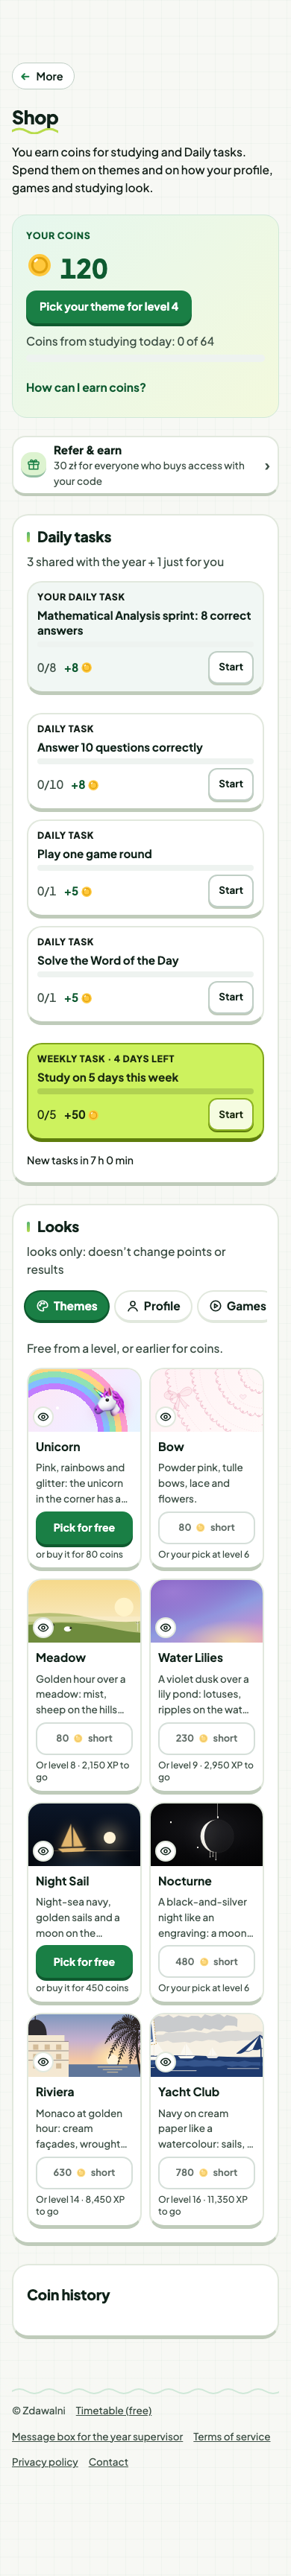 ← More
Shop
You earn coins for studying and Daily tasks.
Spend them on themes and on how your profile,
games and studying look.
YOUR COINS
120
Pick your theme for level 4
Coins from studying today: 0 of 64
How can I earn coins?
Refer & earn
30 zł for everyone who buys access with
your code
Daily tasks
3 shared with the year + 1 just for you
YOUR DAILY TASK
Mathematical Analysis sprint: 8 correct
answers
0/8 +8 Start
DAILY TASK
Answer 10 questions correctly
0/10 +8 Start
DAILY TASK
Play one game round
0/1 +5 Start
DAILY TASK
Solve the Word of the Day
0/1 +5 Start
WEEKLY TASK · 4 DAYS LEFT
Study on 5 days this week
0/5 +50 Start
New tasks in 7 h 0 min
Looks
looks only: doesn't change points or
results
Themes Profile Games
Free from a level, or earlier for coins.
Unicorn
Pink, rainbows and
glitter: the unicorn
in the corner has a…
Pick for free
or buy it for 80 coins
Bow
Powder pink, tulle
bows, lace and
flowers.
80 short
Or your pick at level 6
Meadow
Golden hour over a
meadow: mist,
sheep on the hills…
80 short
Or level 8 · 2,150 XP to
go
Water Lilies
A violet dusk over a
lily pond: lotuses,
ripples on the wat…
230 short
Or level 9 · 2,950 XP to
go
Night Sail
Night-sea navy,
golden sails and a
moon on the…
Pick for free
or buy it for 450 coins
Nocturne
A black-and-silver
night like an
engraving: a moon…
480 short
Or your pick at level 6
Riviera
Monaco at golden
hour: cream
façades, wrought…
630 short
Or level 14 · 8,450 XP
to go
Yacht Club
Navy on cream
paper like a
watercolour: sails, …
780 short
Or level 16 · 11,350 XP
to go
Coin history
© Zdawalni Timetable (free)
Message box for the year supervisor Terms of service
Privacy policy Contact